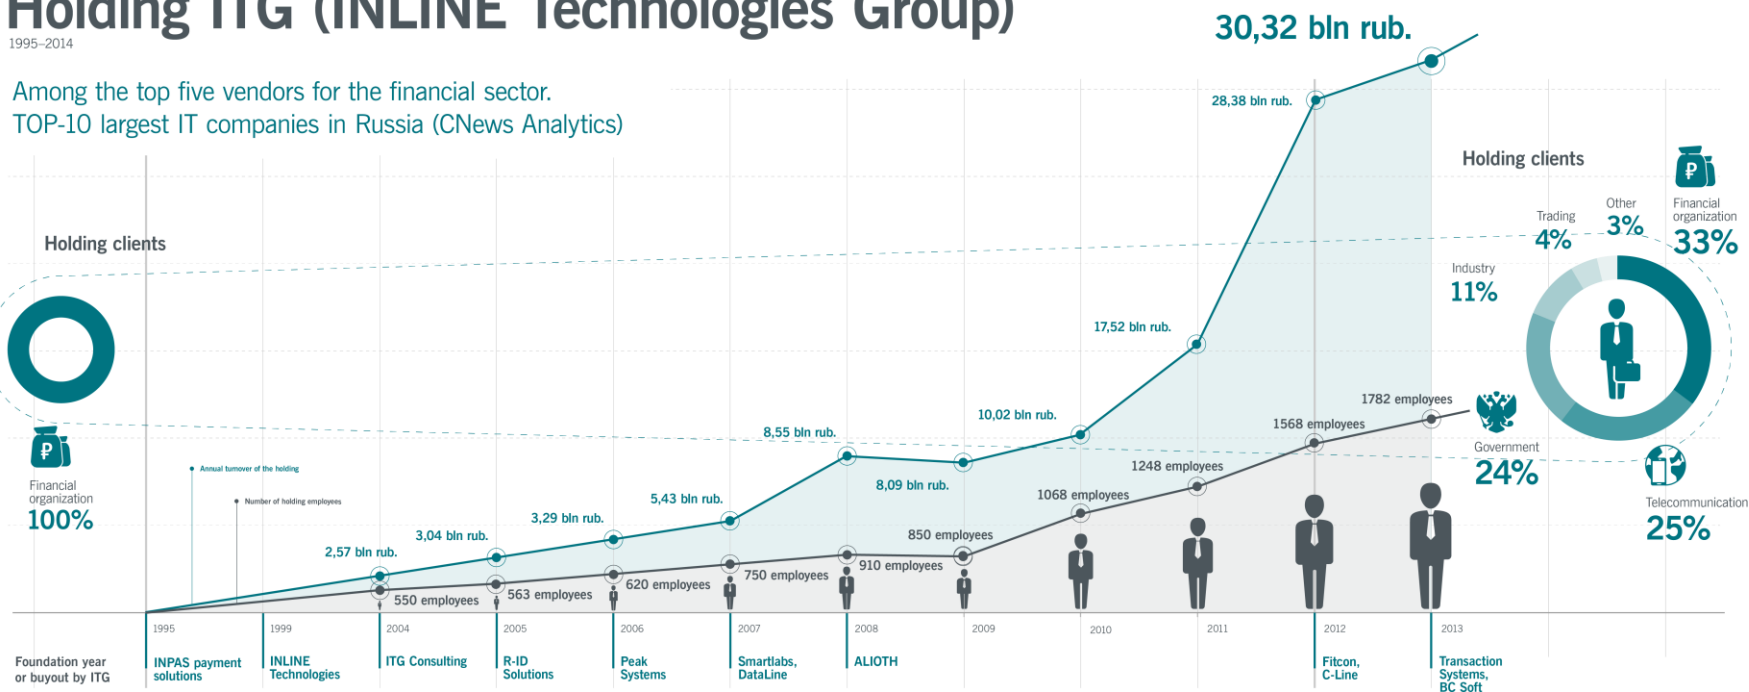 Holding ITG (INLINE Technologies Group)
1995–2014
Among the top five vendors for the financial sector.
TOP-10 largest IT companies in Russia (CNews Analytics)
30,32 bln rub.
28,38 bln rub.
17,52 bln rub.
10,02 bln rub.
8,55 bln rub.
8,09 bln rub.
5,43 bln rub.
3,29 bln rub.
3,04 bln rub.
2,57 bln rub.
Holding clients
₽
Financial
organization
100%
Annual turnover of the holding
Number of holding employees
550 employees
563 employees
620 employees
750 employees
910 employees
850 employees
1068 employees
1248 employees
1568 employees
1782 employees
Holding clients
₽
Financial
organization
33%
Other
3%
Trading
4%
Industry
11%
Government
24%
Telecommunication
25%
1995
1999
2004
2005
2006
2007
2008
2009
2010
2011
2012
2013
Foundation year
or buyout by ITG
INPAS payment
solutions
INLINE
Technologies
ITG Consulting
R-ID
Solutions
Peak
Systems
Smartlabs,
DataLine
ALIOTH
Fitcon,
C-Line
Transaction
Systems,
BC Soft